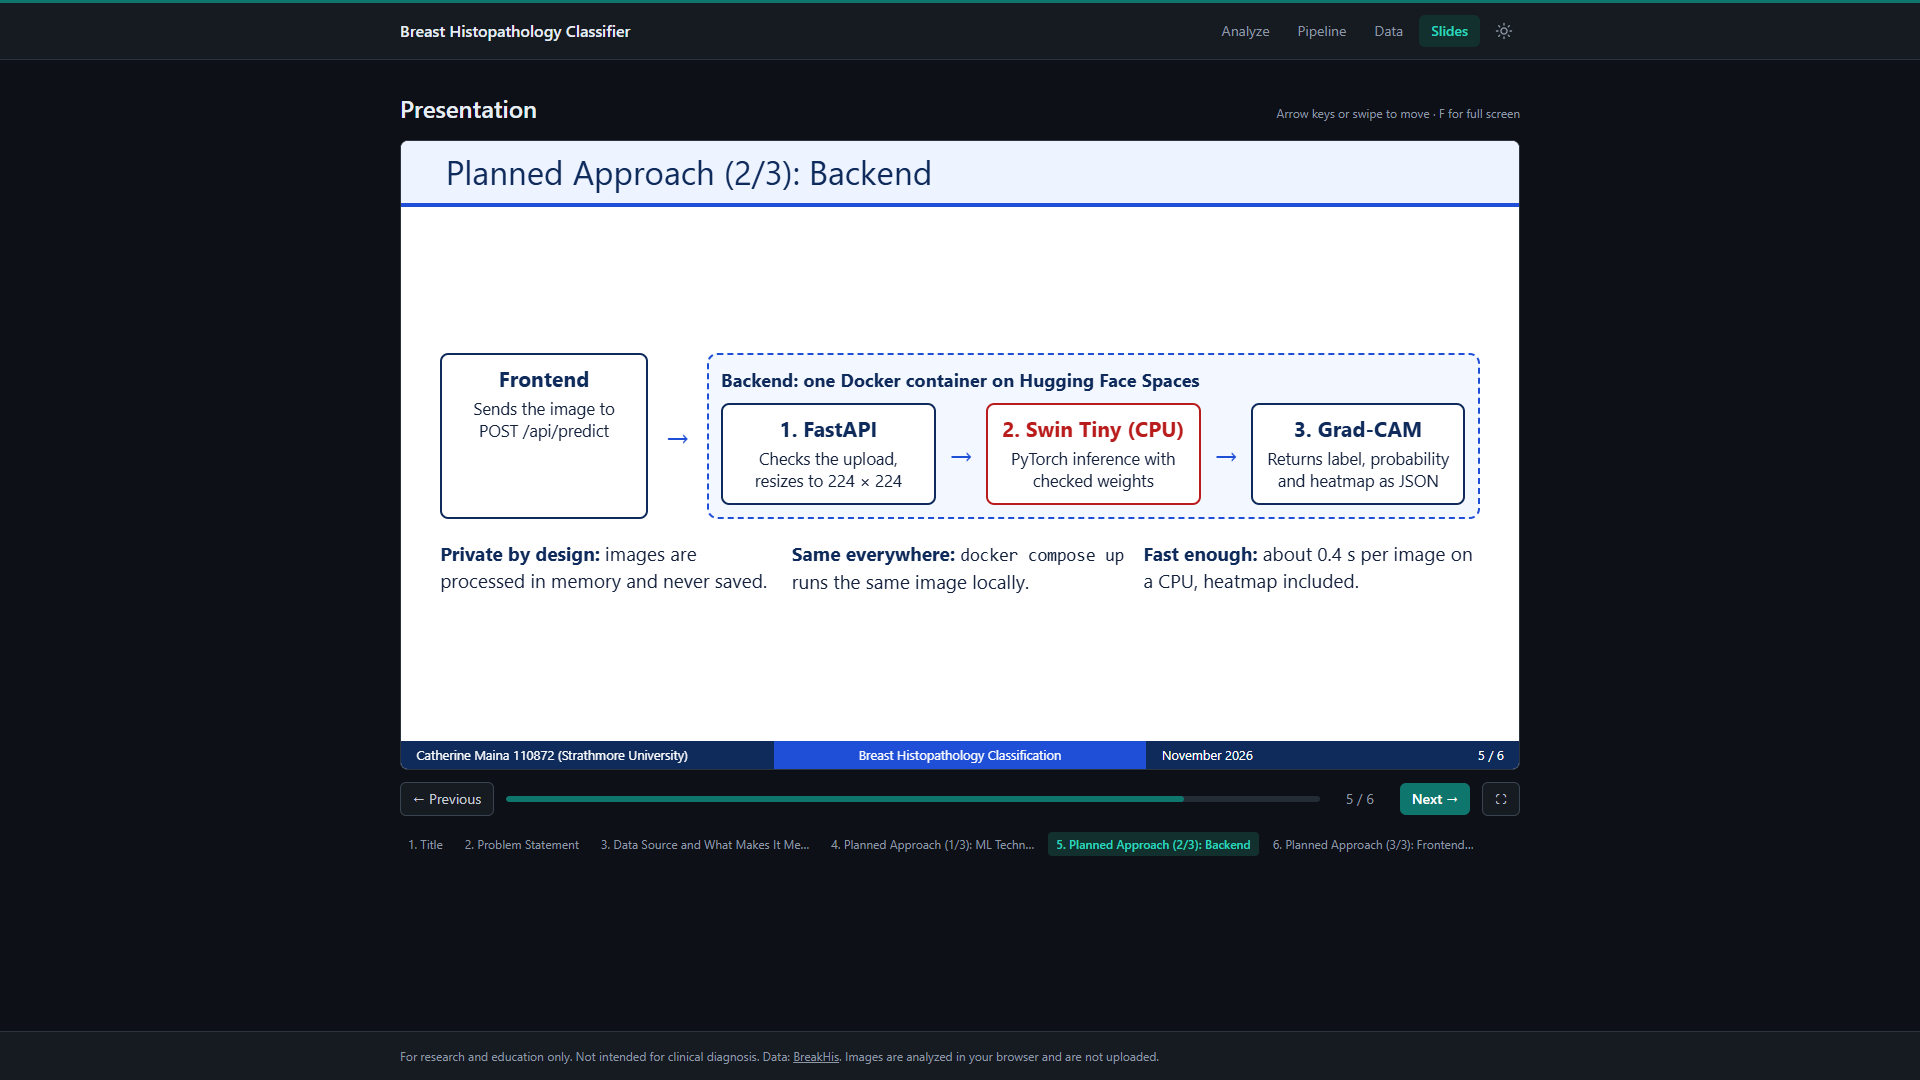 Breast Histopathology Classifier
Analyze
Pipeline
Data
Slides
Presentation
Arrow keys or swipe to move · F for full screen
Planned Approach (2/3): Backend
Frontend
Sends the image to
POST /api/predict
→
Backend: one Docker container on Hugging Face Spaces
1. FastAPI
Checks the upload,
resizes to 224 × 224
→
2. Swin Tiny (CPU)
PyTorch inference with
checked weights
→
3. Grad-CAM
Returns label, probability
and heatmap as JSON
Private by design: images are
processed in memory and never saved.
Same everywhere: docker compose up
runs the same image locally.
Fast enough: about 0.4 s per image on
a CPU, heatmap included.
Catherine Maina 110872 (Strathmore University)
Breast Histopathology Classification
November 2026
5 / 6
← Previous
5 / 6
Next →
1. Title
2. Problem Statement
3. Data Source and What Makes It Me...
4. Planned Approach (1/3): ML Techn...
5. Planned Approach (2/3): Backend
6. Planned Approach (3/3): Frontend...
For research and education only. Not intended for clinical diagnosis. Data: BreakHis. Images are analyzed in your browser and are not uploaded.